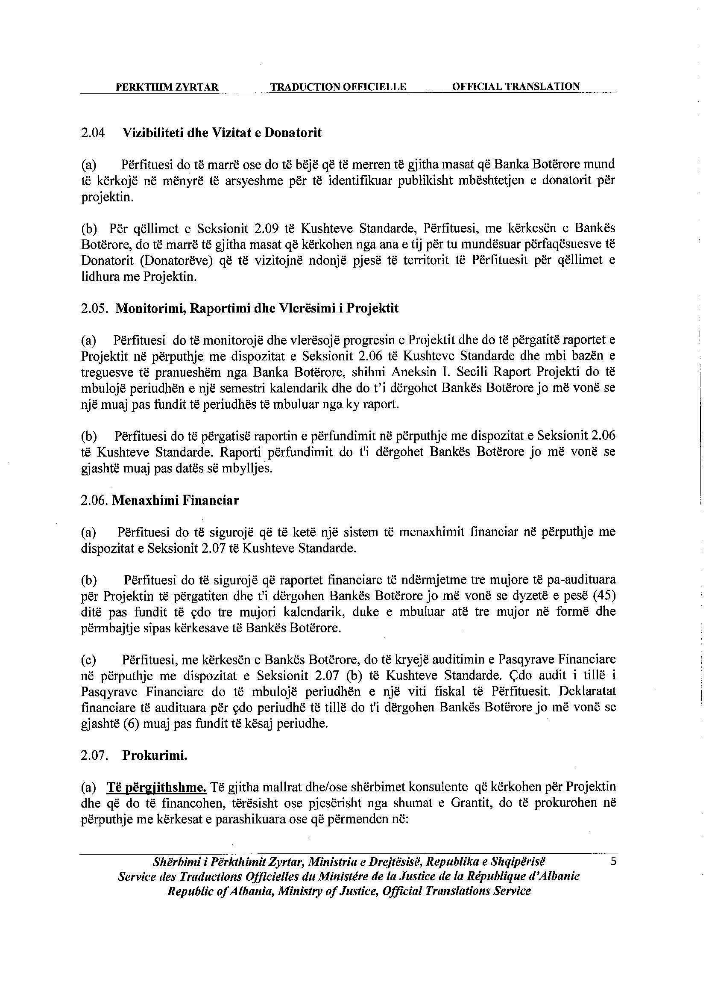 PERKTHIM ZYRTAR TRADUCTION OFFICIELLE OFFICIAL TRANSLATION
2.04 Vizibiliteti dhe Vizitat e Donatorit
(a) Përfituesi do të marrë ose do të bëjë që të merren të gjitha masat që Banka Botërore mund
të kërkojë në mënyrë të arsyeshme për të identifikuar publikisht mbështetjen e donatorit për
projektin.
(b) Për qëllimet e Seksionit 2.09 të Kushteve Standarde, Përfituesi, me kërkesën e Bankës
Botërore, do të marrë të gjitha masat që kërkohen nga ana e tij për tu mundësuar përfaqësuesve të
Donatorit (Donatorëve) që të vizitojnë ndonjë pjesë të territorit të Përfituesit për qëllimet e
lidhura me Projektin.
2.05. Monitorimi, Raportimi dhe Vlerësimi i Projektit
(a) Përfituesi do të monitorojë dhe vlerësojë progresin e Projektit dhe do të përgatitë raportet e
Projektit në përputhje me dispozitat e Seksionit 2.06 të Kushteve Standarde dhe mbi bazën e
treguesve të pranueshëm nga Banka Botërore, shihni Aneksin I. Secili Raport Projekti do të
mbulojë periudhën e një semestri kalendarik dhe do t’i dërgohet Bankës Botërore jo më vonë se
një muaj pas fundit të periudhës të mbuluar nga ky raport.
(b) Përfituesi do të përgatisë raportin e përfundimit në përputhje me dispozitat e Seksionit 2.06
të Kushteve Standarde. Raporti përfundimit do t'i dërgohet Bankës Botërore jo më vonë se
gjashtë muaj pas datës së mbylljes.
2.06. Menaxhimi Financiar
(a) Përfituesi do të sigurojë që të ketë një sistem të menaxhimit financiar në përputhje me
dispozitat e Seksionit 2.07 të Kushteve Standarde.
(b) Përfituesi do të sigurojë që raportet financiare të ndërmjetme tre mujore të pa-audituara
për Projektin të përgatiten dhe t'i dërgohen Bankës Botërore jo më vonë se dyzetë e pesë (45)
ditë pas fundit të çdo tre mujori kalendarik, duke e mbuluar atë tre mujor në formë dhe
përmbajtje sipas kërkesave të Bankës Botërore.
(c) Përfituesi, me kërkesën e Bankës Botërore, do të kryejë auditimin e Pasqyrave Financiare
në përputhje me dispozitat e Seksionit 2.07 (b) të Kushteve Standarde. Çdo audit i tillë i
Pasqyrave Financiare do të mbulojë periudhën e një viti fiskal të Përfituesit. Deklaratat
financiare të audituara për çdo periudhë të tillë do t'i dërgohen Bankës Botërore jo më vonë se
gjashtë (6) muaj pas fundit të kësaj periudhe.
2.07. Prokurimi.
(a) Të përgjithshme. Të gjitha mallrat dhe/ose shërbimet konsulente që kërkohen për Projektin
dhe që do të financohen, tërësisht ose pjesërisht nga shumat e Grantit, do të prokurohen në
përputhje me kërkesat e parashikuara ose që përmenden në:
Shërbimi i Përkthimit Zyrtar, Ministria e Drejtësisë, Republika e Shqipërisë 5
Service des Traductions Officielles du Ministére de la Justice de la République d’Albanie
Republic of Albania, Ministry of Justice, Official Translations Service